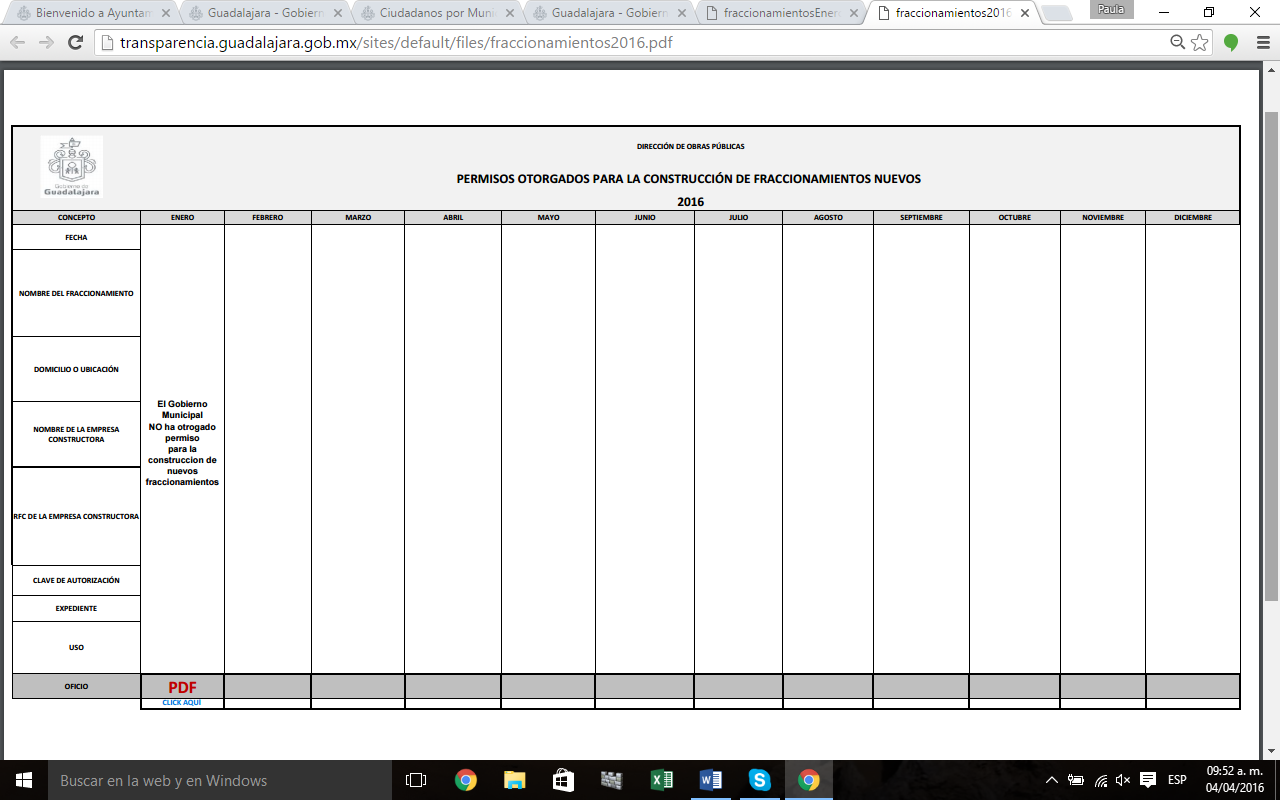 Bienvenido a Ayuntam
Guadalajara - Gobiern
Ciudadanos por Muni
Guadalajara - Gobiern
fraccionamientosEner
fraccionamientos2016
Paula
transparencia.guadalajara.gob.mx/sites/default/files/fraccionamientos2016.pdf
Gobierno de
Guadalajara
DIRECCIÓN DE OBRAS PÚBLICAS
PERMISOS OTORGADOS PARA LA CONSTRUCCIÓN DE FRACCIONAMIENTOS NUEVOS
2016
CONCEPTO ENERO FEBRERO MARZO ABRIL MAYO JUNIO JULIO AGOSTO SEPTIEMBRE OCTUBRE NOVIEMBRE DICIEMBRE
FECHA
NOMBRE DEL FRACCIONAMIENTO
DOMICILIO O UBICACIÓN
NOMBRE DE LA EMPRESA
CONSTRUCTORA
RFC DE LA EMPRESA CONSTRUCTORA
CLAVE DE AUTORIZACIÓN
EXPEDIENTE
USO
El Gobierno
Municipal
NO ha otrogado
permiso
para la
construccion de
nuevos
fraccionamientos
OFICIO PDF
CLICK AQUÍ
Buscar en la web y en Windows
ESP
09:52 a. m.
04/04/2016